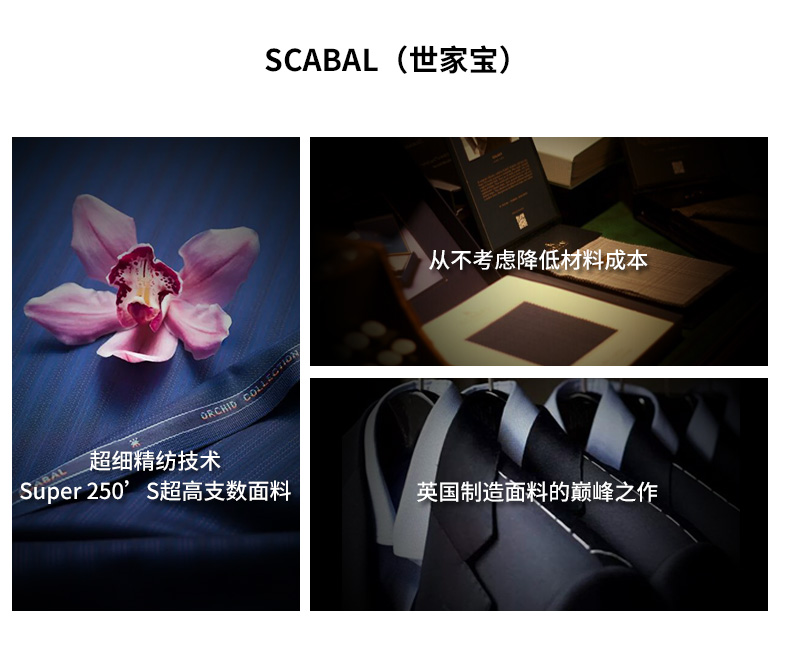 SCABAL（世家宝）
ORCHID COLLECTION
ABAL
超细精纺技术
Super 250’S超高支数面料
从不考虑降低材料成本
英国制造面料的巅峰之作